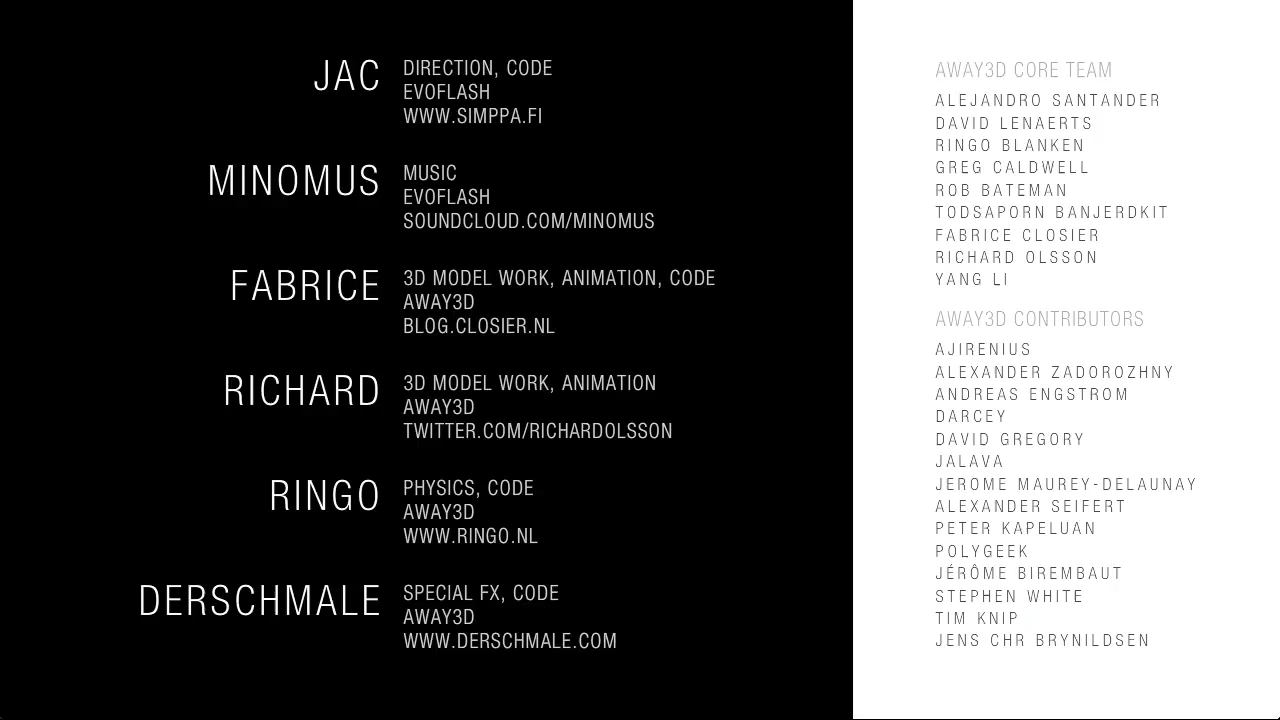 JAC
DIRECTION, CODE
EVOFLASH
WWW.SIMPPA.FI
MINOMUS
MUSIC
EVOFLASH
SOUNDCLOUD.COM/MINOMUS
FABRICE
3D MODEL WORK, ANIMATION, CODE
AWAY3D
BLOG.CLOSIER.NL
RICHARD
3D MODEL WORK, ANIMATION
AWAY3D
TWITTER.COM/RICHARDOLSSON
RINGO
PHYSICS, CODE
AWAY3D
WWW.RINGO.NL
DERSCHMALE
SPECIAL FX, CODE
AWAY3D
WWW.DERSCHMALE.COM
AWAY3D CORE TEAM
ALEJANDRO SANTANDER
DAVID LENAERTS
RINGO BLANKEN
GREG CALDWELL
ROB BATEMAN
TODSAPORN BANJERDKIT
FABRICE CLOSIER
RICHARD OLSSON
YANG LI
AWAY3D CONTRIBUTORS
AJIRENIUS
ALEXANDER ZADOROZHNY
ANDREAS ENGSTROM
DARCEY
DAVID GREGORY
JALAVA
JEROME MAUREY-DELAUNAY
ALEXANDER SEIFERT
PETER KAPELUAN
POLYGEEK
JÉRÔME BIREMBAUT
STEPHEN WHITE
TIM KNIP
JENS CHR BRYNILDSEN